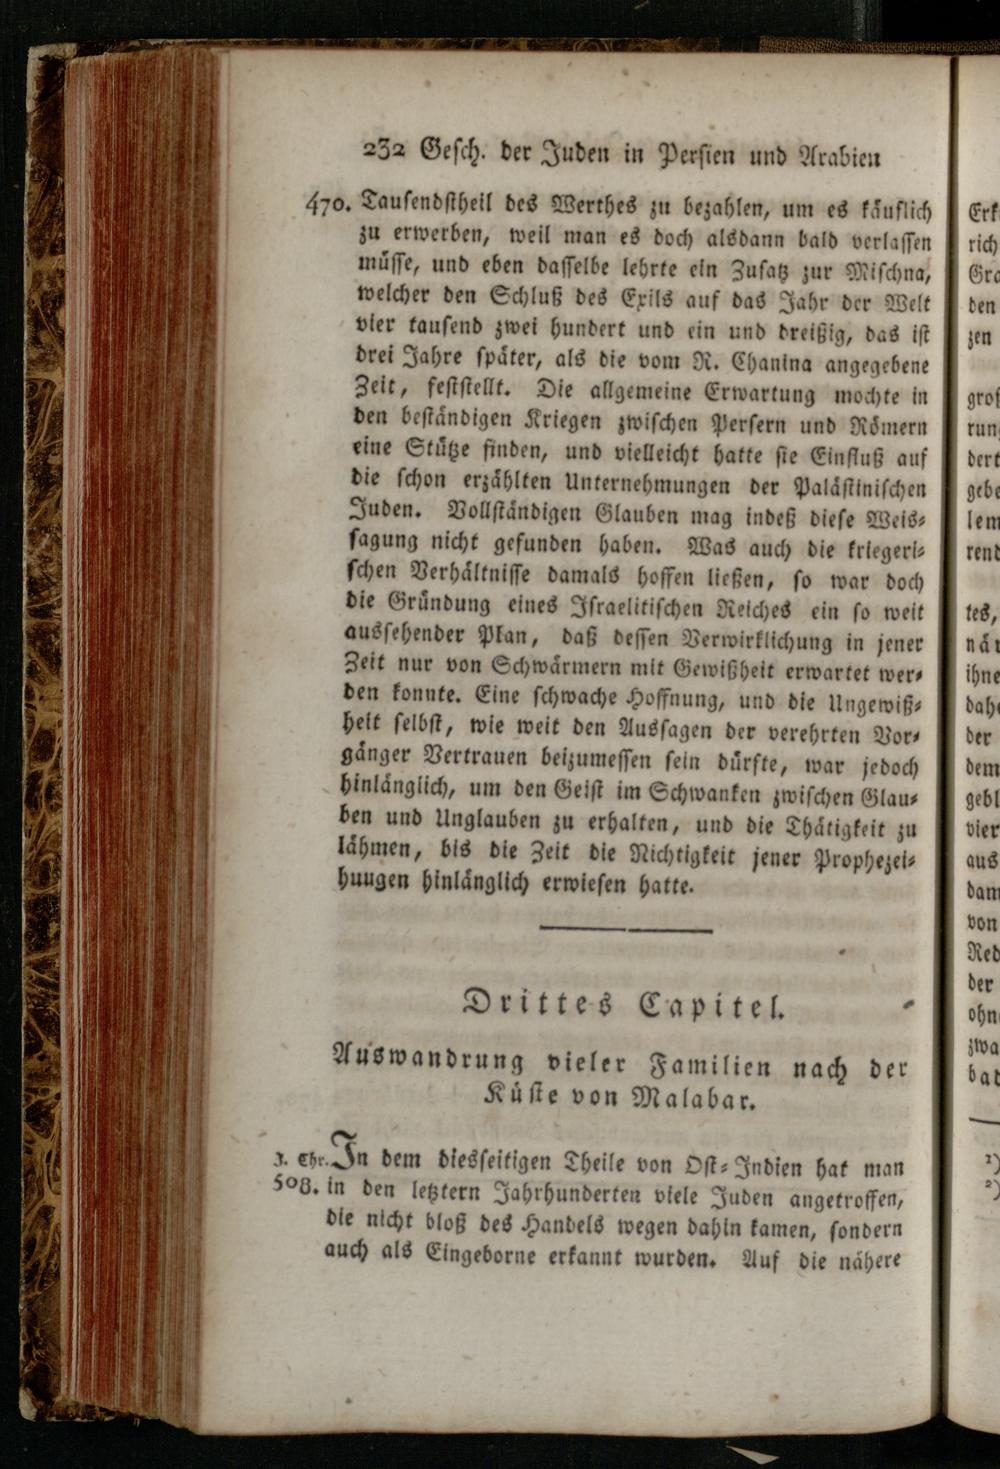 232 Gesch. der Juden in Persien und Arabien
470. Tausendstheil des Werthes zu bezahlen, um es käuflich
zu erwerben, weil man es doch alsdann bald verlassen
müsse, und eben dasselbe lehrte ein Zusatz zur Mischna,
welcher den Schluß des Exils auf das Jahr der Welt
vier tausend zwei hundert und ein und dreißig, das ist
drei Jahre später, als die vom R. Chanina angegebene
Zeit, feststellt. Die allgemeine Erwartung mochte in
den beständigen Kriegen zwischen Persern und Römern
eine Stütze finden, und vielleicht hatte sie Einfluß auf
die schon erzählten Unternehmungen der Palästinischen
Juden. Vollständigen Glauben mag indeß diese Weis-
sagung nicht gefunden haben. Was auch die kriegeri-
schen Verhältnisse damals hoffen ließen, so war doch
die Gründung eines Israelitischen Reiches ein so weit
aussehender Plan, daß dessen Verwirklichung in jener
Zeit nur von Schwärmern mit Gewißheit erwartet wer-
den konnte. Eine schwache Hoffnung, und die Ungewiß-
heit selbst, wie weit den Aussagen der verehrten Vor-
gänger Vertrauen beizumessen sein dürfte, war jedoch
hinlänglich, um den Geist im Schwanken zwischen Glau-
ben und Unglauben zu erhalten, und die Thätigkeit zu
lähmen, bis die Zeit die Nichtigkeit jener Prophezei-
huugen hinlänglich erwiesen hatte.
Drittes Capitel.
Auswandrung vieler Familien nach der
Küste von Malabar.
J. Chr. In dem diesseitigen Theile von Ost-Indien hat man
508. in den letztern Jahrhunderten viele Juden angetroffen,
die nicht bloß des Handels wegen dahin kamen, sondern
auch als Eingeborne erkannt wurden. Auf die nähere